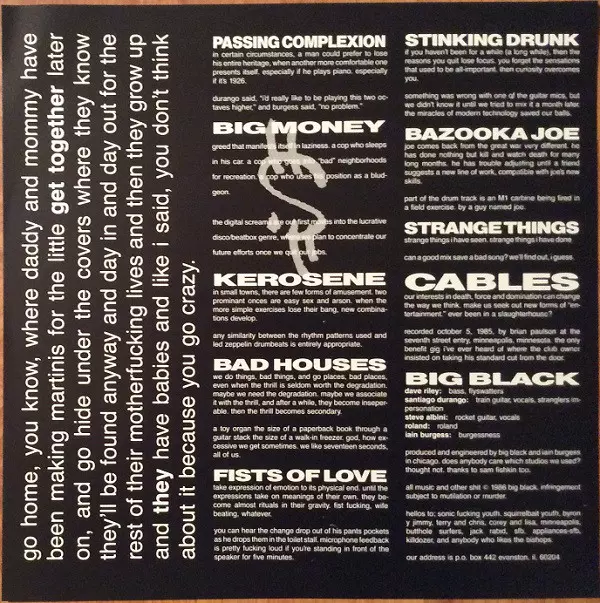 go home, you know, where daddy and mommy have
been making martinis for the little get together later
on, and go hide under the covers where they know
they'll be found anyway and day in and day out for the
rest of their motherfucking lives and then they grow up
and they have babies and like i said, you don't think
about it because you go crazy.
PASSING COMPLEXION
in certain circumstances, a man could prefer to lose
his entire heritage, when another more comfortable one
presents itself. especially if he plays piano. especially
if it's 1926.
durango said, "i'd really like to be playing this two oc-
taves higher," and burgess said, "no problem."
BIG MONEY
greed that manifests itself in laziness. a cop who sleeps
in his car. a cop who "bad" neighborhoods
for recreation. a cop who uses his position as a blud-
geon.
the digital screams are our first moves into the lucrative
disco/beatbox genre, where we plan to concentrate our
future efforts once we quit our jobs.
KEROSENE
in small towns, there are few forms of amusement. two
prominent onces are easy sex and arson. when the
more simple exercises lose their bang, new combina-
tions develop.
any similarity between the rhythm patterns used and
led zeppelin drumbeats is entirely appropriate.
BAD HOUSES
we do things, bad things, and go places, bad places,
even when the thrill is seldom worth the degradation.
maybe we need the degradation. maybe we associate
it with the thrill, and after a while, they become insepe-
rable. then the thrill becomes secondary.
a toy organ the size of a paperback book through a
guitar stack the size of a walk-in freezer. god, how ex-
cessive we get sometimes. we like seventeen seconds,
all of us.
FISTS OF LOVE
take expression of emotion to its physical end. until the
expressions take on meanings of their own. they be-
come almost rituals in their gravity. fist fucking, wife
beating, whatever.
you can hear the change drop out of his pants pockets
as he drops them in the toilet stall. microphone feedback
is pretty fucking loud if you're standing in front of the
speaker for five minutes.
STINKING DRUNK
if you haven't been for a while (a long while), then the
reasons you quit lose focus. you forget the sensations
that used to be all-important. then curiosity overcomes
you.
something was wrong with one of the guitar mics, but
we didn't know it until we tried to mix it a month later.
the miracles of modern technology saved our balls.
BAZOOKA JOE
joe comes back from the great war very different. he
has done nothing but kill and watch death for many
long months. he has trouble adjusting until a friend
suggests a new line of work, compatible with joe's new
skills.
part of the drum track is an M1 carbine being fired in
a field exercise. by a guy named joe.
STRANGE THINGS
strange things i have seen. strange things i have done
can a good mix save a bad song? we'll find out, i guess.
CABLES
our interests in death, force and domination can change
the way we think. make us seek out new forms of "en-
tertainment." ever been in a slaughterhouse?
recorded october 5, 1985, by brian paulson at the
seventh street entry, minneapolis, minnesota. the only
benefit gig i've ever heard of where the club owner
insisted on taking his standard cut from the door.
BIG BLACK
dave riley: bass, flyswatters
santiago durango: train guitar, vocals, stranglers im-
personation
steve albini: rocket guitar, vocals
roland: roland
iain burgess: burgessness
produced and engineered by big black and iain burgess
in chicago. does anybody care which studios we used?
thought not. thanks to sam fishkin too.
all music and other shit © 1986 big black. infringement
subject to mutilation or murder.
hellos to: sonic fucking youth, squirrelbait youth, byron
y jimmy, terry and chris, corey and lisa, minneapolis,
butthole surfers, jack rabid, sfb, appliances-sfb,
killdozer, and anybody who likes the bishops.
our address is p.o. box 442 evanston, il. 60204